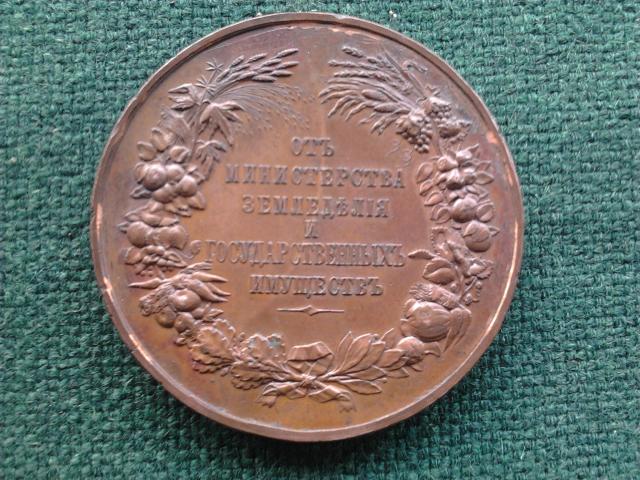 ОТЪ
МИНИСТЕРСТВА
ЗЕМЛЕДѢЛІЯ
И
ГОСУДАРСТВЕННЫХЪ
ИМУЩЕСТВЪ